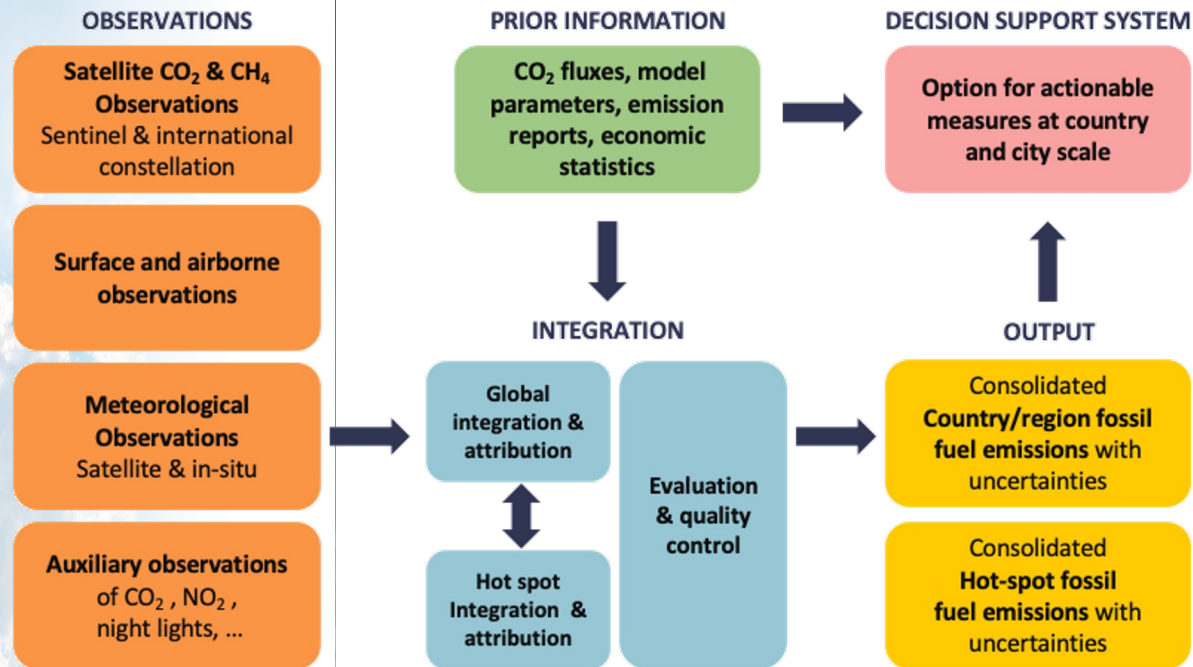 OBSERVATIONS
Satellite CO₂ & CH₄
Observations
Sentinel & international
constellation
Surface and airborne
observations
Meteorological
Observations
Satellite & in-situ
Auxiliary observations
of CO₂ , NO₂ ,
night lights, ...
PRIOR INFORMATION
CO₂ fluxes, model
parameters, emission
reports, economic
statistics
INTEGRATION
Global
integration &
attribution
Hot spot
Integration &
attribution
Evaluation
& quality
control
DECISION SUPPORT SYSTEM
Option for actionable
measures at country
and city scale
OUTPUT
Consolidated
Country/region fossil
fuel emissions with
uncertainties
Consolidated
Hot-spot fossil
fuel emissions with
uncertainties